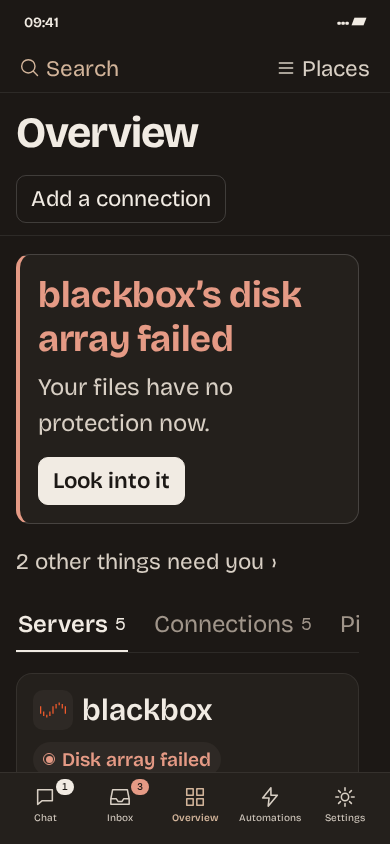 09:41
Search
Places
Overview
Add a connection
blackbox's disk
array failed
Your files have no
protection now.
Look into it
2 other things need you ›
Servers 5
Connections 5
Pi
blackbox
Disk array failed
1
3
Chat
Inbox
Overview
Automations
Settings